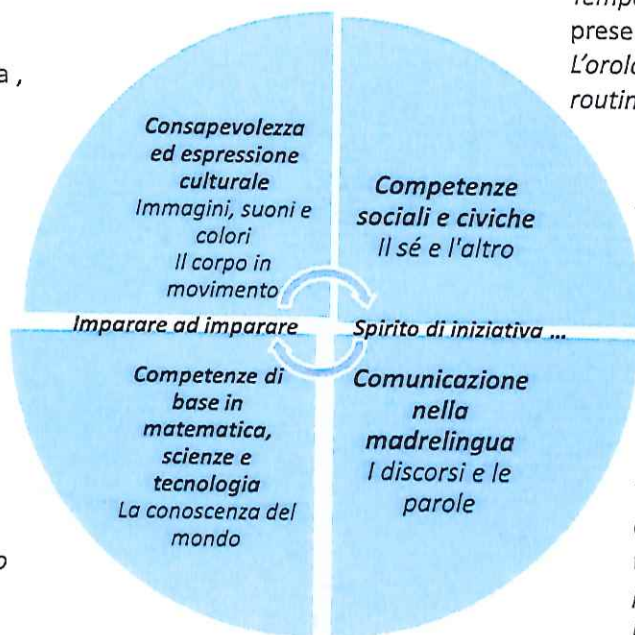 Consapevolezza
ed espressione
culturale
Immagini, suoni e
colori
Il corpo in
movimento
Competenze
sociali e civiche
Il sé e l'altro
Imparare ad imparare
Spirito di iniziativa ...
Competenze di
base in
matematica,
scienze e
tecnologia
La conoscenza del
mondo
Comunicazione
nella
madrelingua
I discorsi e le
parole
prese
routin